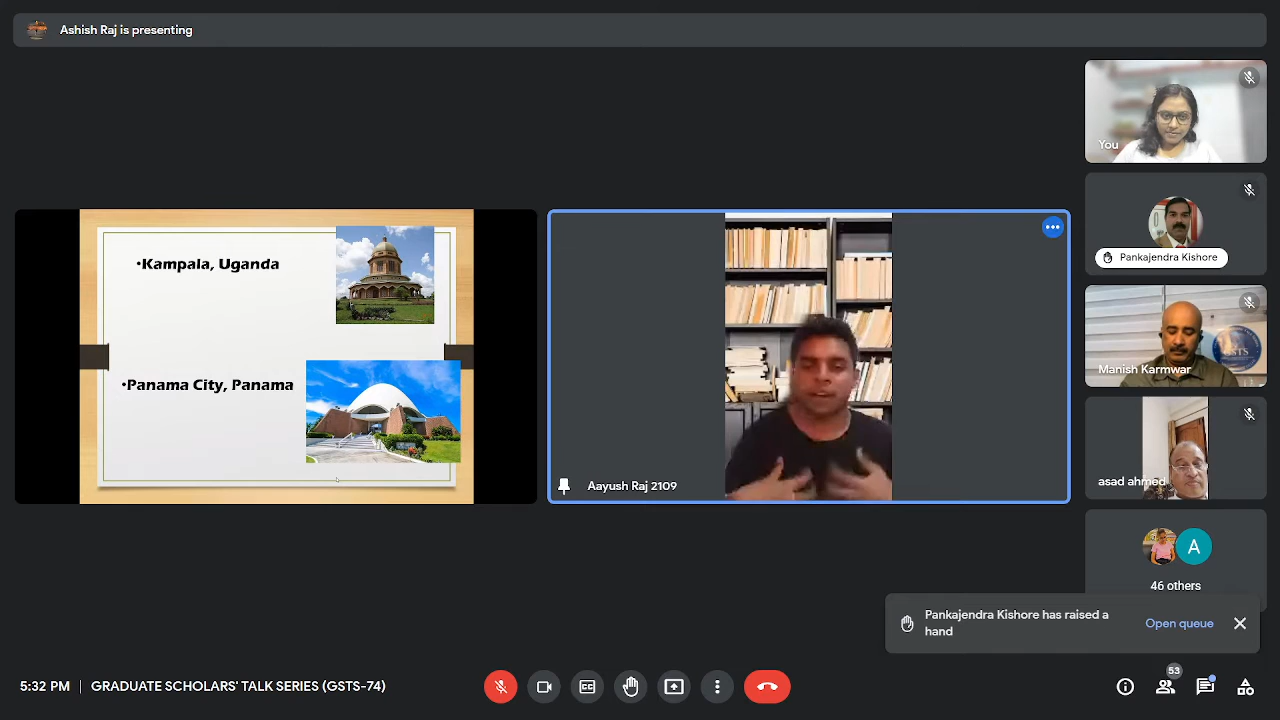 Ashish Raj is presenting
•Kampala, Uganda
•Panama City, Panama
Aayush Raj 2109
You
Pankajendra Kishore
STS
Manish Karmwar
asad ahmed
A
46 others
Pankajendra Kishore has raised a
hand
Open queue
5:32 PM | GRADUATE SCHOLARS' TALK SERIES (GSTS-74)
CC
53